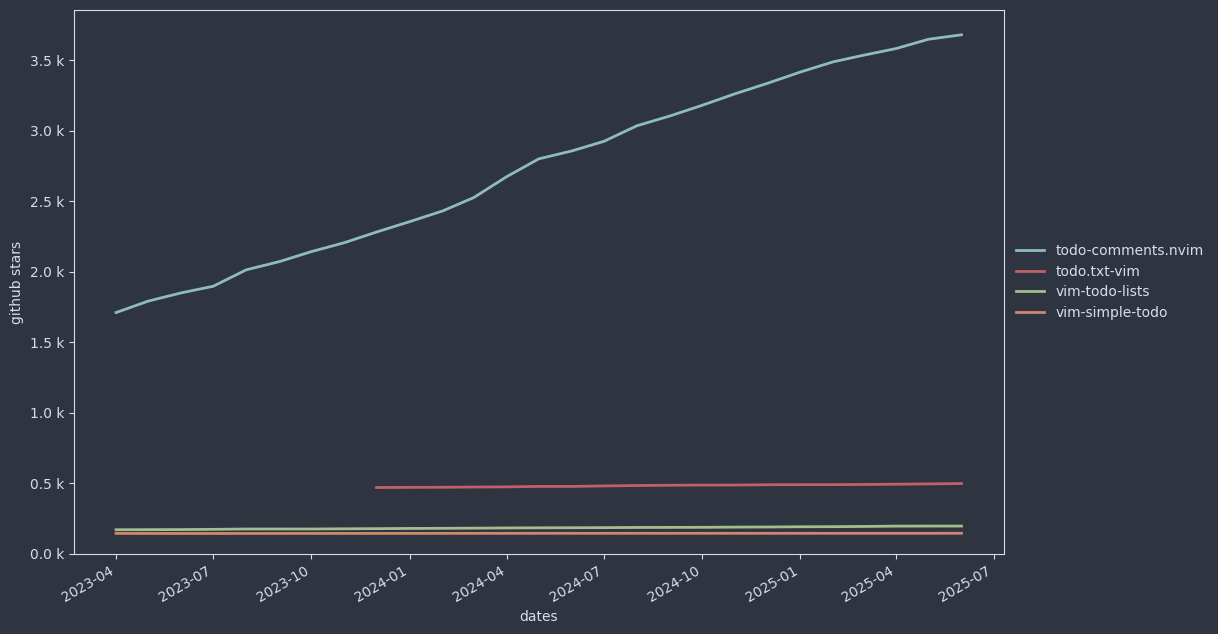 3.5 k
3.0 k
2.5 k
2.0 k
1.5 k
1.0 k
0.5 k
0.0 k
github stars
2023-04
2023-07
2023-10
2024-01
2024-04
2024-07
2024-10
2025-01
2025-04
2025-07
dates
todo-comments.nvim
todo.txt-vim
vim-todo-lists
vim-simple-todo